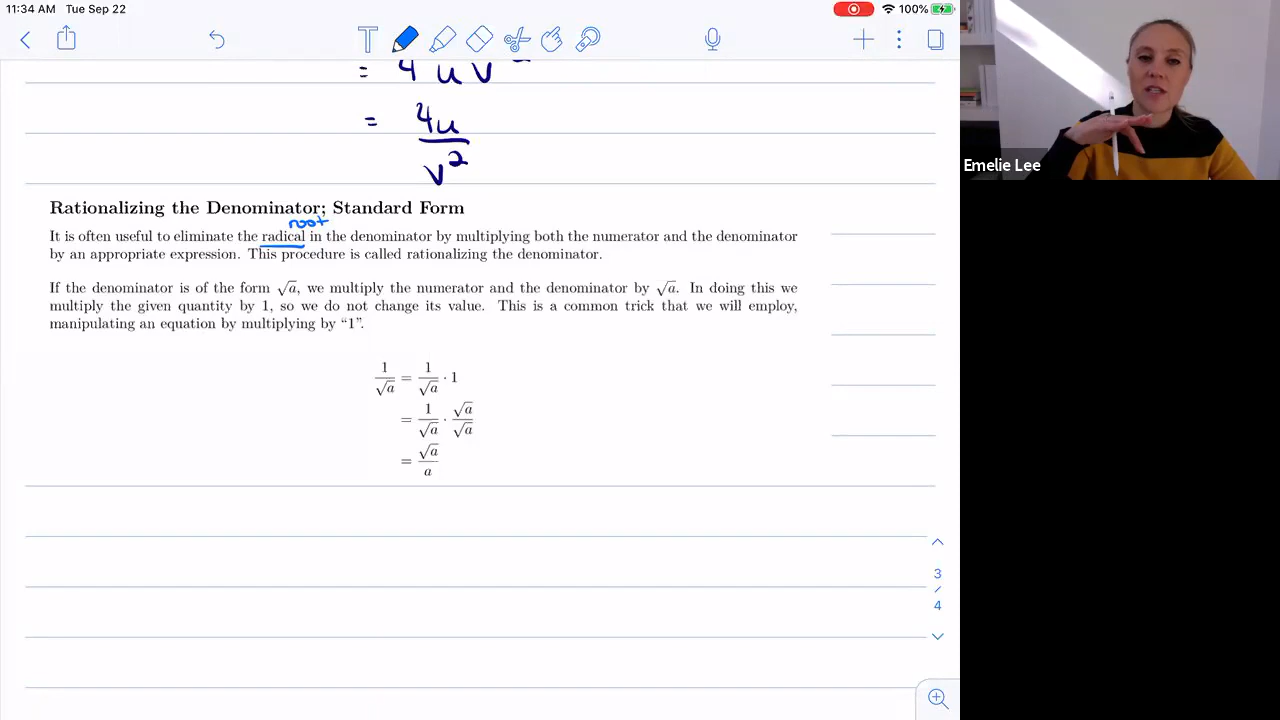 11:34 AM Tue Sep 22
100%
= 4 u v
= 4u
v²
Emelie Lee
Rationalizing the Denominator; Standard Form
root
It is often useful to eliminate the radical in the denominator by multiplying both the numerator and the denominator
by an appropriate expression. This procedure is called rationalizing the denominator.
If the denominator is of the form √a, we multiply the numerator and the denominator by √a. In doing this we
multiply the given quantity by 1, so we do not change its value. This is a common trick that we will employ,
manipulating an equation by multiplying by “1”.
1/√a = 1/√a · 1
= 1/√a · √a/√a
= √a/a
3
/
4